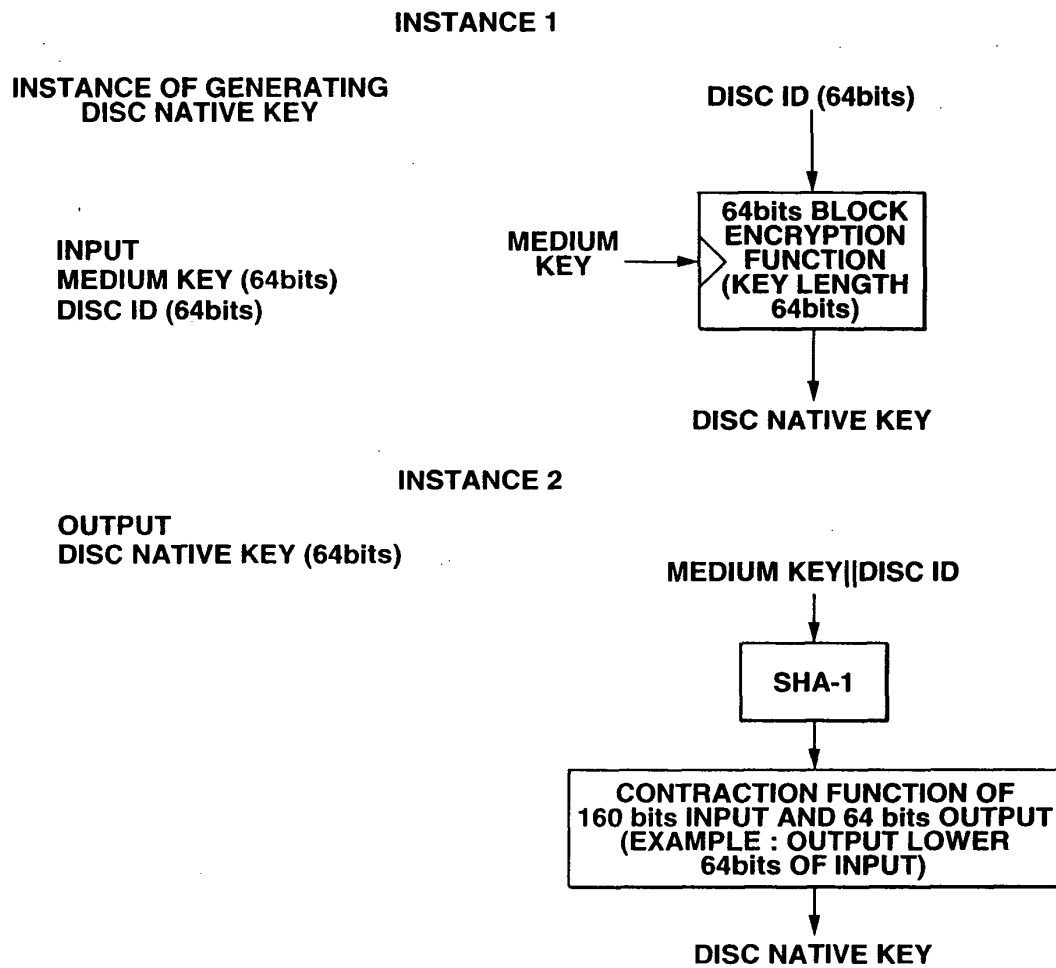 INSTANCE 1
INSTANCE OF GENERATING
DISC NATIVE KEY
INPUT
MEDIUM KEY (64bits)
DISC ID (64bits)
DISC ID (64bits)
MEDIUM
KEY
64bits BLOCK
ENCRYPTION
FUNCTION
(KEY LENGTH
64bits)
DISC NATIVE KEY
INSTANCE 2
OUTPUT
DISC NATIVE KEY (64bits)
MEDIUM KEY||DISC ID
SHA-1
CONTRACTION FUNCTION OF
160 bits INPUT AND 64 bits OUTPUT
(EXAMPLE : OUTPUT LOWER
64bits OF INPUT)
DISC NATIVE KEY